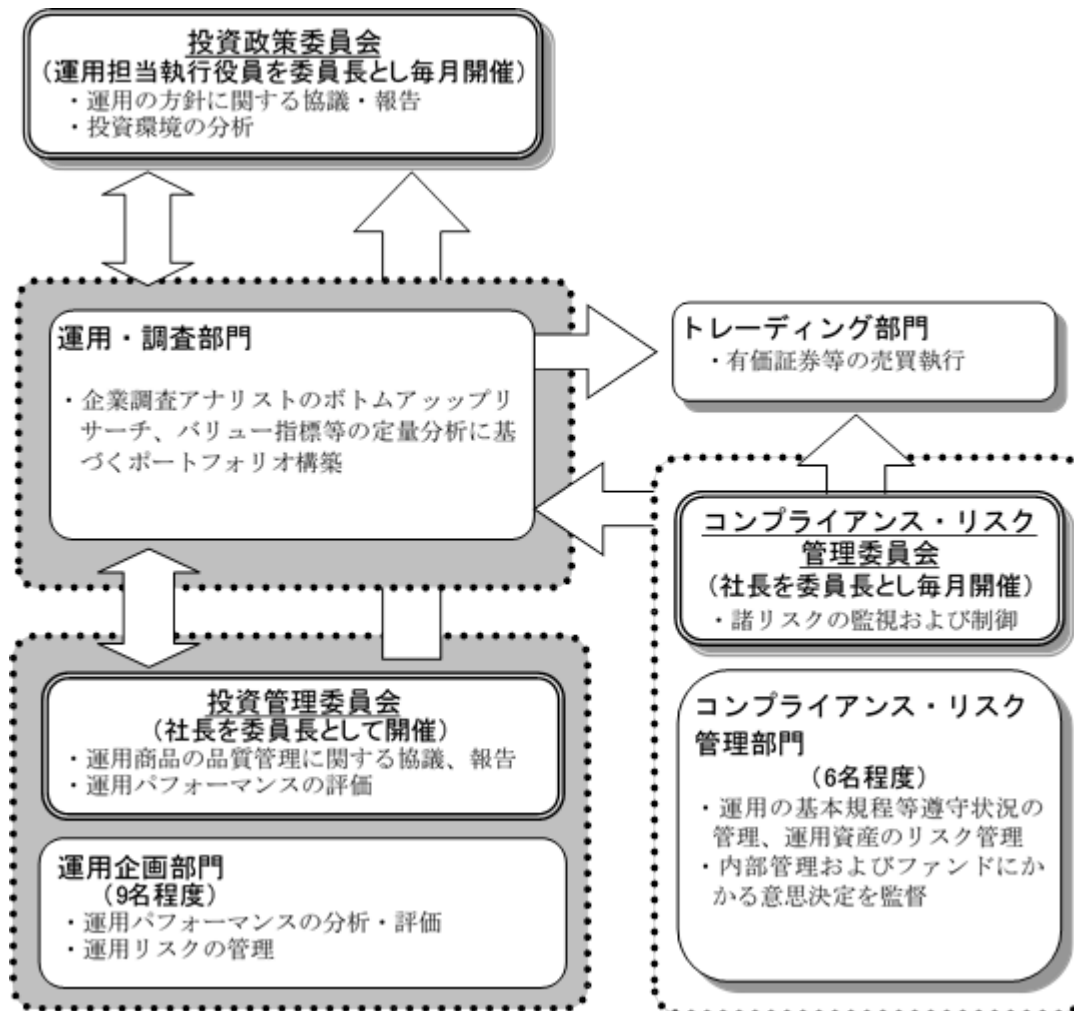 投資政策委員会
（運用担当執行役員を委員長とし毎月開催）
・運用の方針に関する協議・報告
・投資環境の分析
運用・調査部門
・企業調査アナリストのボトムアッップリ
サーチ、バリュー指標等の定量分析に基
づくポートフォリオ構築
トレーディング部門
・有価証券等の売買執行
コンプライアンス・リスク
管理委員会
（社長を委員長とし毎月開催）
・諸リスクの監視および制御
投資管理委員会
（社長を委員長として開催）
・運用商品の品質管理に関する協議、報告
・運用パフォーマンスの評価
運用企画部門
（9名程度）
・運用パフォーマンスの分析・評価
・運用リスクの管理
コンプライアンス・リスク
管理部門
（6名程度）
・運用の基本規程等遵守状況の
管理、運用資産のリスク管理
・内部管理およびファンドにか
かる意思決定を監督